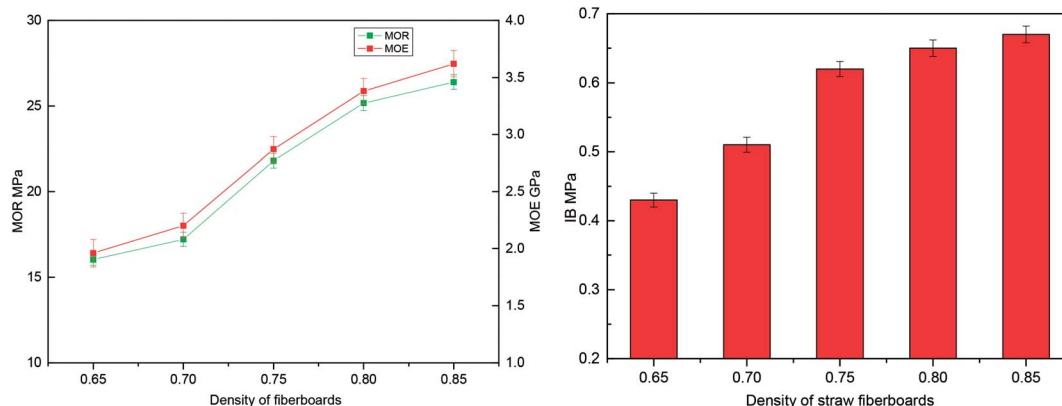 30
25
20
15
10
MOR MPa
MOR
MOE
4.0
3.5
3.0
2.5
2.0
1.5
1.0
MOE GPa
0.65 0.70 0.75 0.80 0.85
Density of fiberboards
0.7
0.6
0.5
0.4
0.3
0.2
IB MPa
0.65 0.70 0.75 0.80 0.85
Density of straw fiberboards